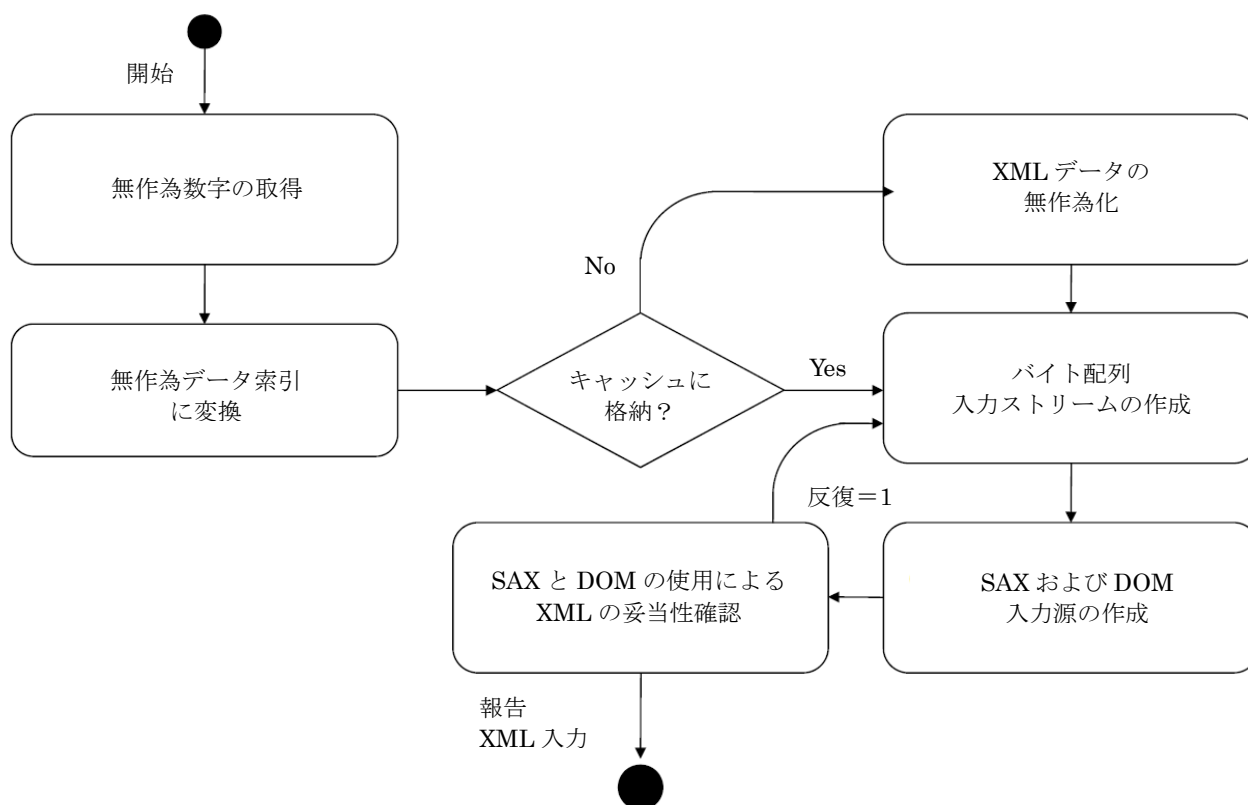 開始
無作為数字の取得
無作為データ索引
に変換
キャッシュに
格納？
No
Yes
XML データの
無作為化
バイト配列
入力ストリームの作成
反復＝1
SAX および DOM
入力源の作成
SAX と DOM の使用による
XML の妥当性確認
報告
XML 入力